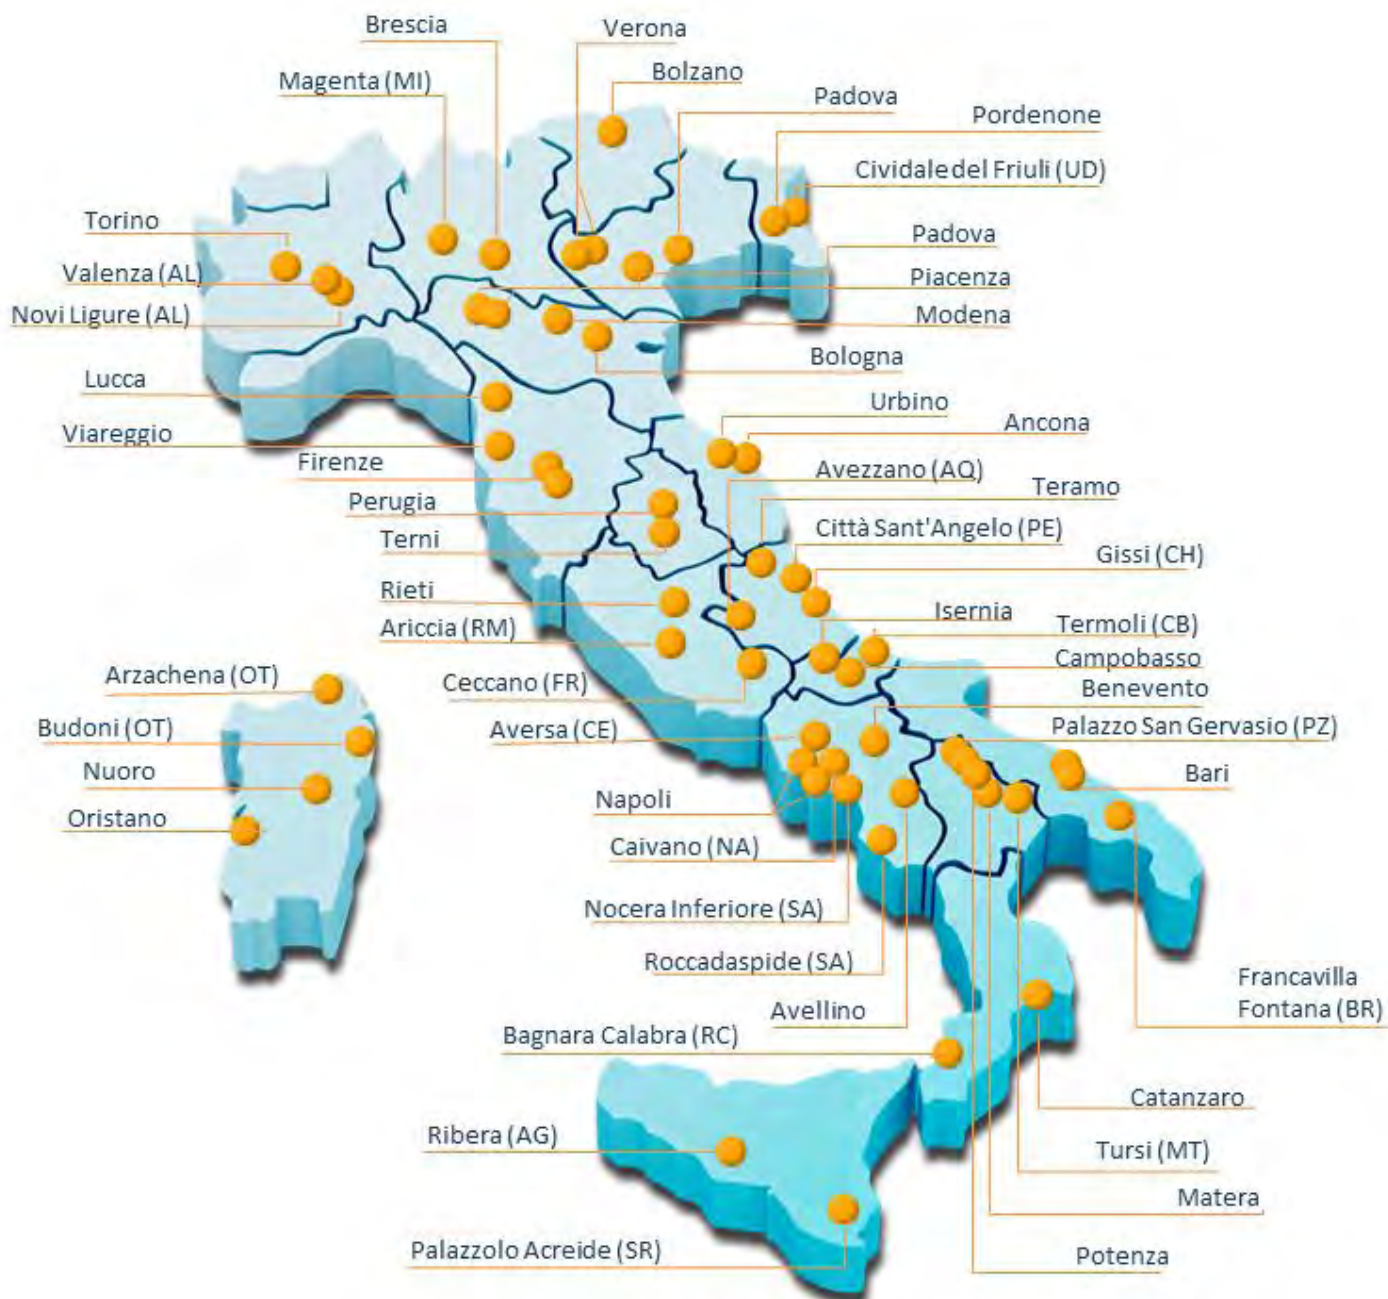 Brescia
Verona
Magenta (MI)
Bolzano
Padova
Pordenone
Cividale del Friuli (UD)
Torino
Padova
Valenza (AL)
Piacenza
Novi Ligure (AL)
Modena
Bologna
Lucca
Urbino
Viareggio
Ancona
Firenze
Avezzano (AQ)
Teramo
Perugia
Città Sant'Angelo (PE)
Terni
Gissi (CH)
Rieti
Isernia
Ariccia (RM)
Termoli (CB)
Campobasso
Arzachena (OT)
Ceccano (FR)
Benevento
Budoni (OT)
Aversa (CE)
Palazzo San Gervasio (PZ)
Nuoro
Bari
Napoli
Oristano
Caivano (NA)
Nocera Inferiore (SA)
Roccadaspide (SA)
Francavilla
Fontana (BR)
Avellino
Bagnara Calabra (RC)
Catanzaro
Ribera (AG)
Tursi (MT)
Matera
Palazzolo Acreide (SR)
Potenza